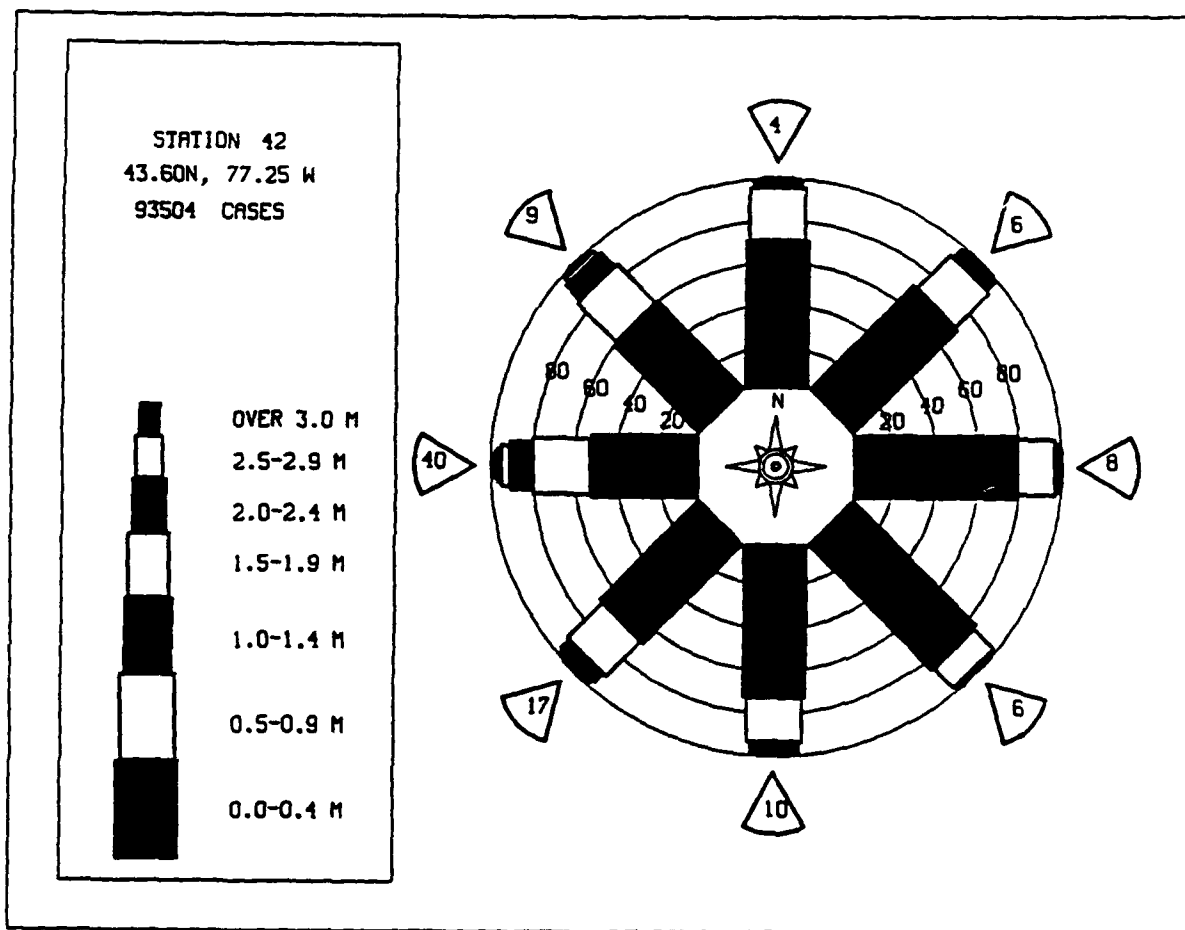 STATION 42
43.60N, 77.25 W
93504 CASES
OVER 3.0 M
2.5-2.9 M
2.0-2.4 M
1.5-1.9 M
1.0-1.4 M
0.5-0.9 M
0.0-0.4 M
4
9
6
80
60
40
20
N
20
40
60
80
40
8
17
6
10